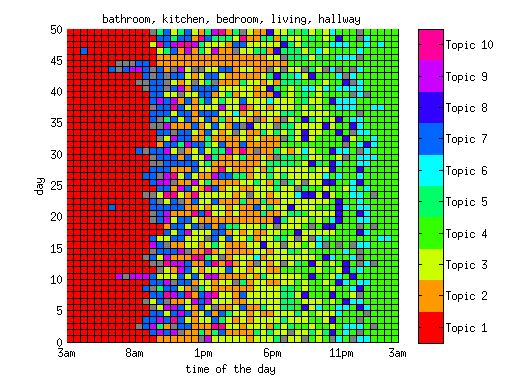 bathroom, kitchen, bedroom, living, hallway
50
45
40
35
30
25
20
15
10
5
0
day
3am 8am 1pm 6pm 11pm 3am
time of the day
Topic 10
Topic 9
Topic 8
Topic 7
Topic 6
Topic 5
Topic 4
Topic 3
Topic 2
Topic 1